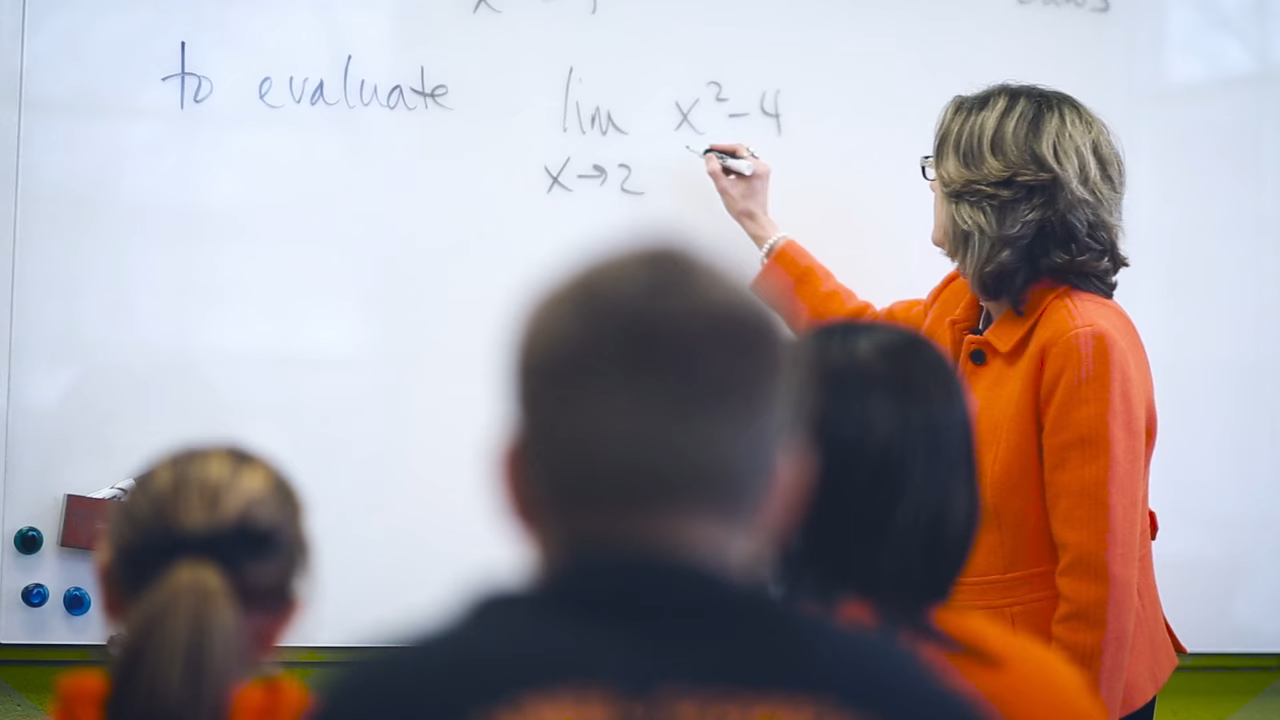 to evaluate lim x²-4
x→2